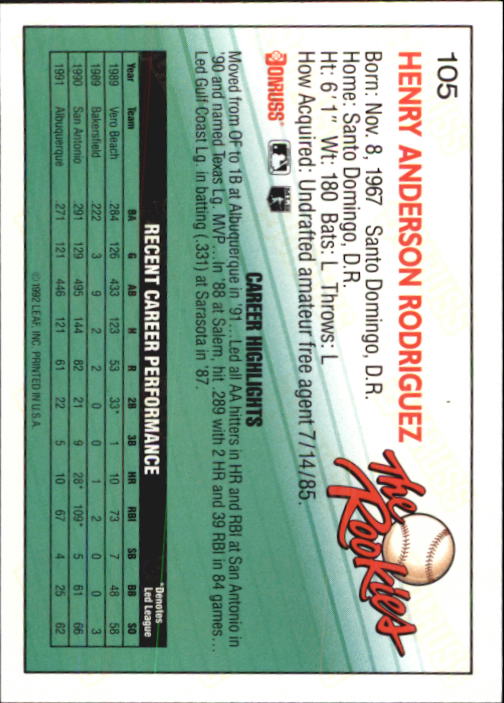 105
HENRY ANDERSON RODRIGUEZ
The Rookies
Born: Nov. 8, 1967 Santo Domingo, D.R.
Home: Santo Domingo, D.R.
Ht: 6' 1" Wt: 180 Bats: L Throws: L
How Acquired: Undrafted amateur free agent 7/14/85.
DONRUSS
CAREER HIGHLIGHTS
Moved from OF to 1B at Albuquerque in '91...Led all AA hitters in HR and RBI at San Antonio in
'90 and named Texas Lg. MVP...In '88 at Salem, hit .289 with 2 HR and 39 RBI in 84 games...
Led Gulf Coast Lg. in batting (.331) at Sarasota in '87.
RECENT CAREER PERFORMANCE
*Denotes
Led League
Year Team BA G AB H R 2B 3B HR RBI SB BB SO
1989 Vero Beach 284 126 433 123 53 33* 1 10 73 7 48 58
1989 Bakersfield 222 3 9 2 2 0 0 1 2 0 0 3
1990 San Antonio 291 129 495 144 82 21 9 28* 109* 5 61 66
1991 Albuquerque 271 121 446 121 61 22 5 10 67 4 25 62
© 1992 LEAF, INC. PRINTED IN U.S.A.